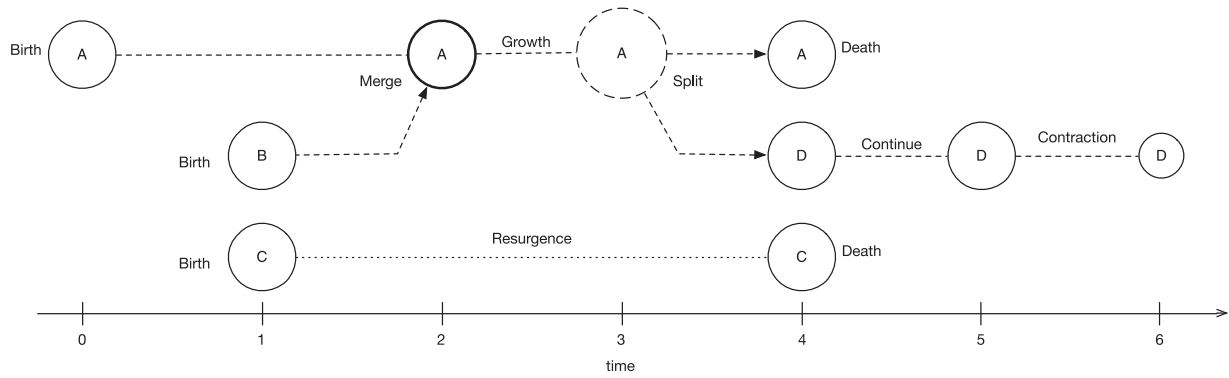 Birth A A Growth A A Death
Merge Split
Birth B D Continue D Contraction D
Birth C Resurgence C Death
0 1 2 3 4 5 6
time